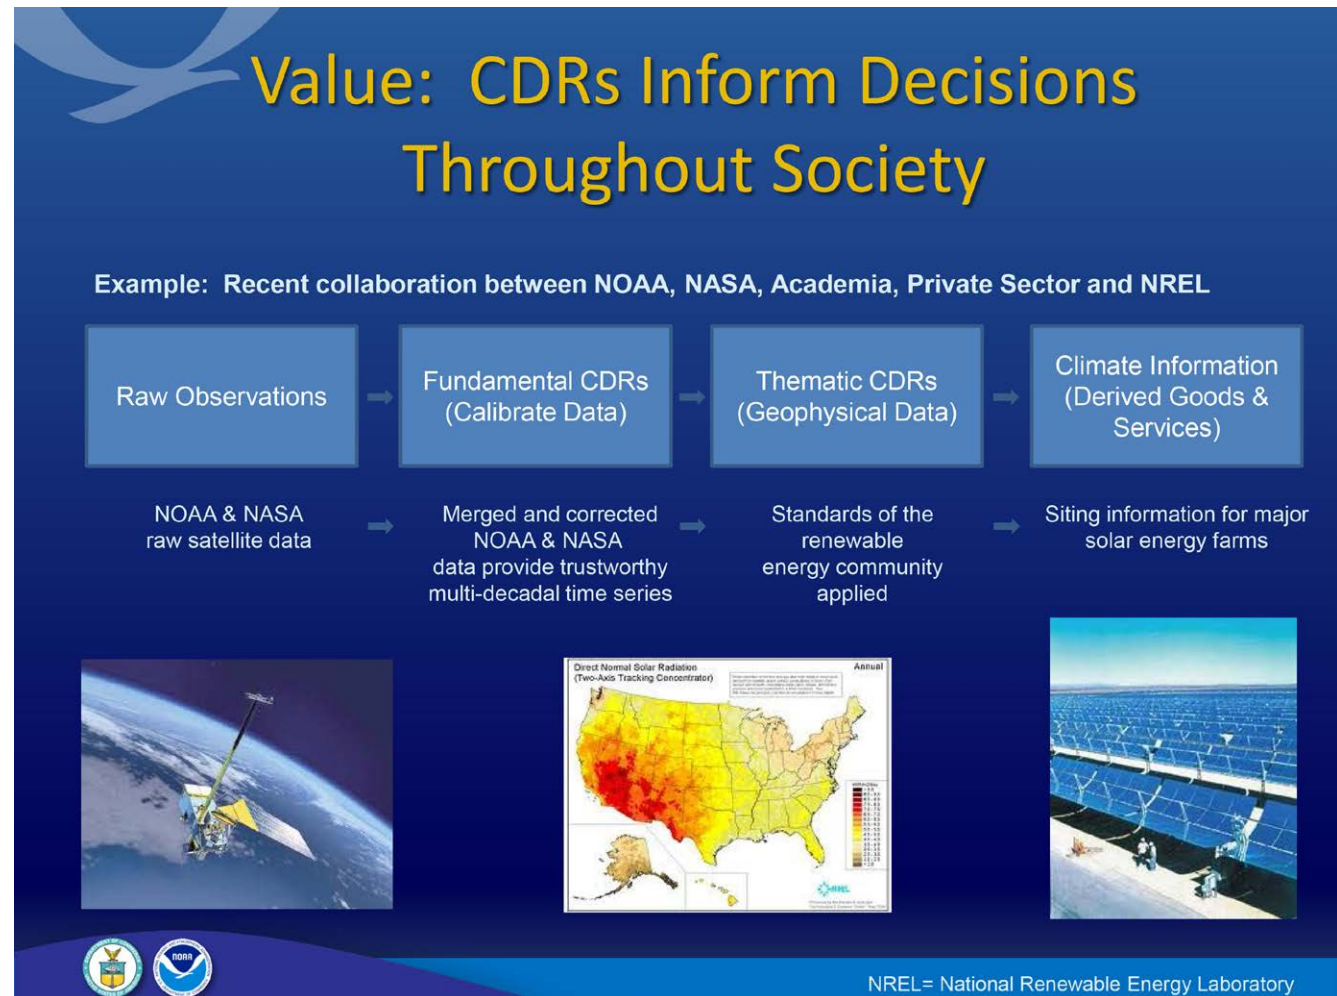 Value: CDRs Inform Decisions
Throughout Society
Example: Recent collaboration between NOAA, NASA, Academia, Private Sector and NREL
Raw Observations
Fundamental CDRs
(Calibrate Data)
Thematic CDRs
(Geophysical Data)
Climate Information
(Derived Goods &
Services)
NOAA & NASA
raw satellite data
Merged and corrected
NOAA & NASA
data provide trustworthy
multi-decadal time series
Standards of the
renewable
energy community
applied
Siting information for major
solar energy farms
Direct Normal Solar Radiation
(Two-Axis Tracking Concentrator)
Annual
NREL
NOAA
NREL= National Renewable Energy Laboratory